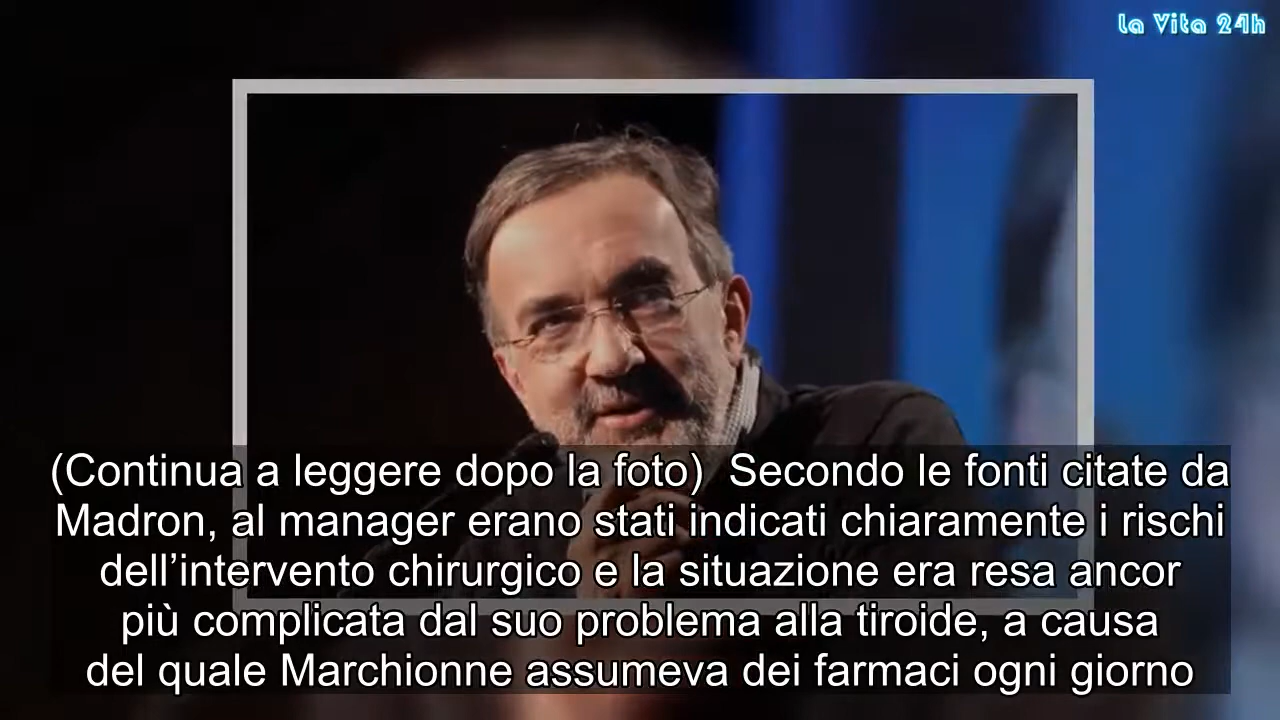 La Vita 24h
(Continua a leggere dopo la foto)  Secondo le fonti citate da
Madron, al manager erano stati indicati chiaramente i rischi
dell’intervento chirurgico e la situazione era resa ancor
più complicata dal suo problema alla tiroide, a causa
del quale Marchionne assumeva dei farmaci ogni giorno